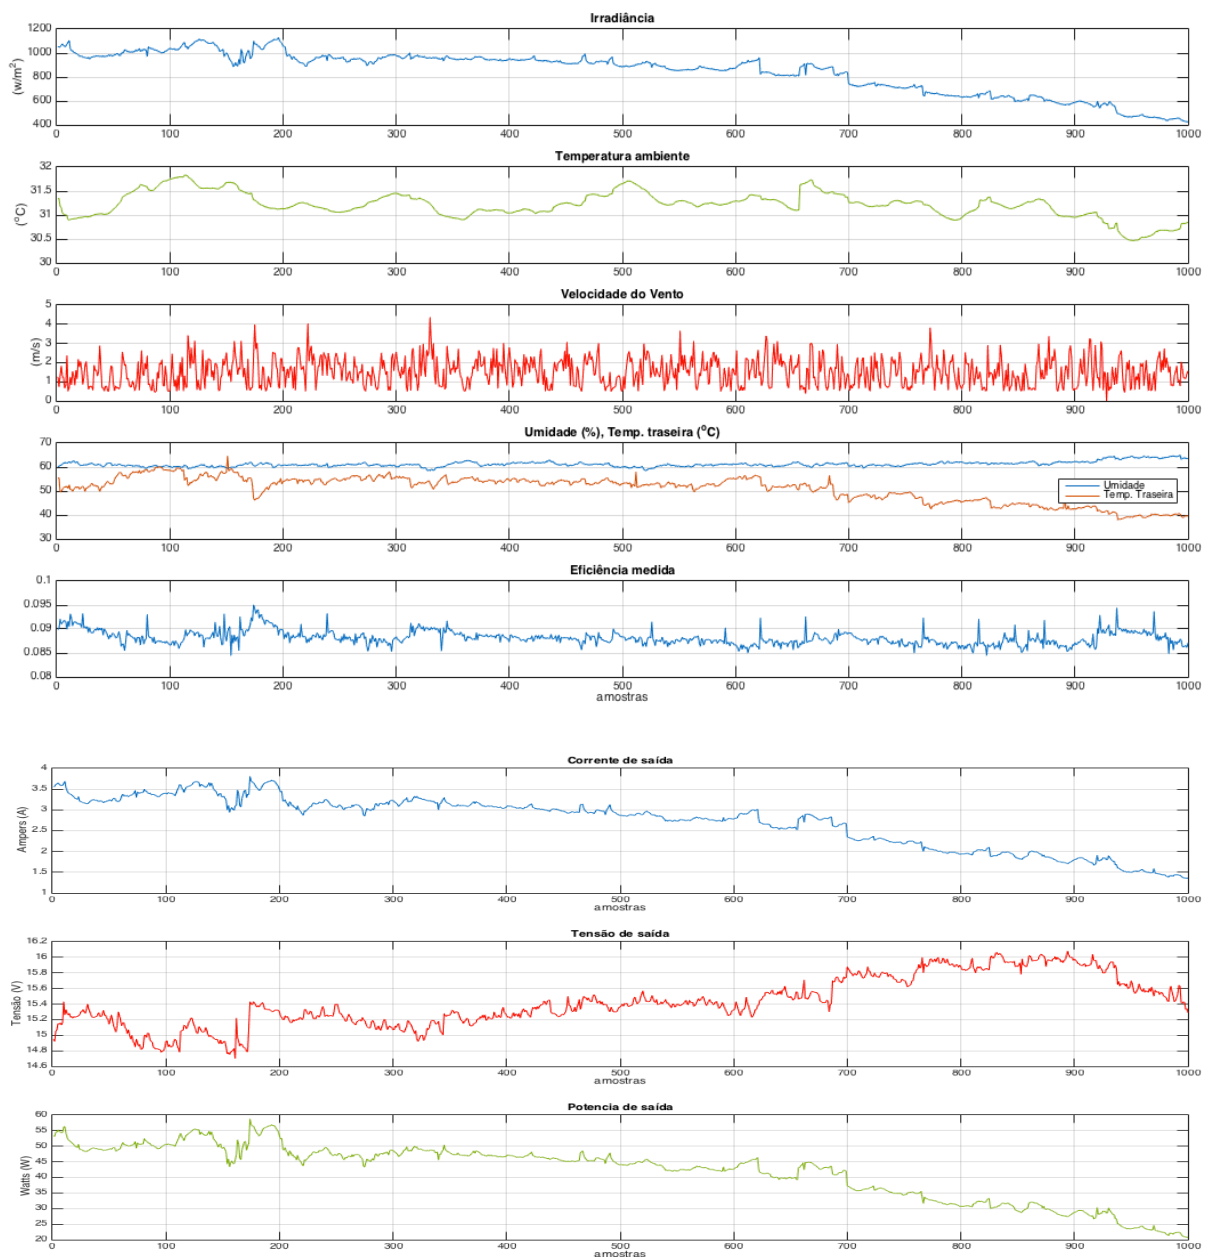 Irradiância
(w/m²)
1200
1000
800
600
400
0 100 200 300 400 500 600 700 800 900 1000
Temperatura ambiente
(°C)
32
31.5
31
30.5
30
0 100 200 300 400 500 600 700 800 900 1000
Velocidade do Vento
(m/s)
5
4
3
2
1
0
0 100 200 300 400 500 600 700 800 900 1000
Umidade (%), Temp. traseira (°C)
70
60
50
40
30
Umidade
Temp. Traseira
0 100 200 300 400 500 600 700 800 900 1000
Eficiência medida
0.1
0.095
0.09
0.085
0.08
0 100 200 300 400 500 600 700 800 900 1000
amostras
Corrente de saída
Ampers (A)
4
3.5
3
2.5
2
1.5
1
0 100 200 300 400 500 600 700 800 900 1000
amostras
Tensão de saída
Tensão (V)
16.2
16
15.8
15.6
15.4
15.2
15
14.8
14.6
0 100 200 300 400 500 600 700 800 900 1000
amostras
Potencia de saída
Watts (W)
60
55
50
45
40
35
30
25
20
0 100 200 300 400 500 600 700 800 900 1000
amostras